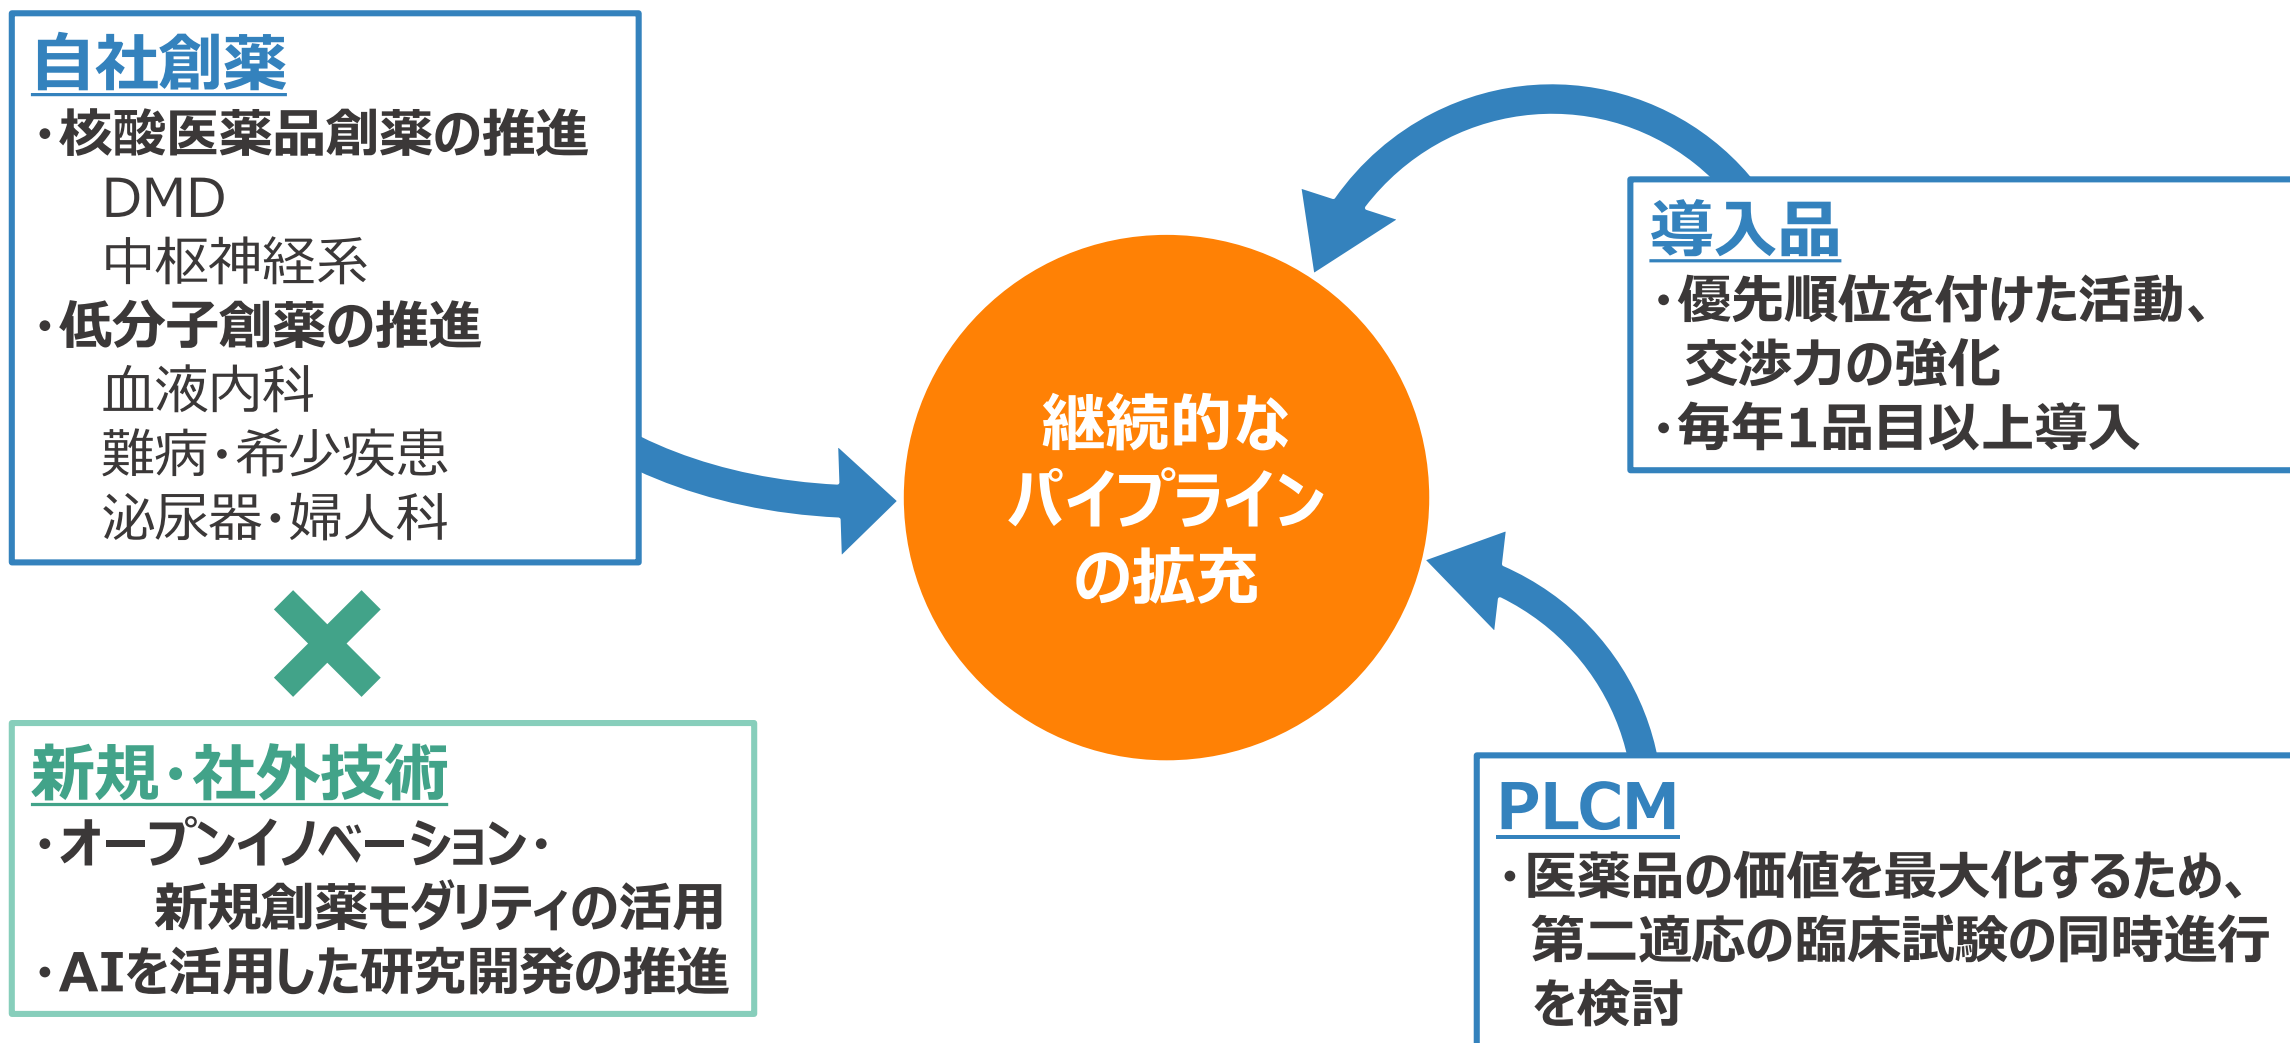 自社創薬
・核酸医薬品創薬の推進
DMD
中枢神経系
・低分子創薬の推進
血液内科
難病・希少疾患
泌尿器・婦人科
新規・社外技術
・オープンイノベーション・
新規創薬モダリティの活用
・AIを活用した研究開発の推進
継続的な
パイプライン
の拡充
導入品
・優先順位を付けた活動、
交渉力の強化
・毎年1品目以上導入
PLCM
・医薬品の価値を最大化するため、
第二適応の臨床試験の同時進行
を検討